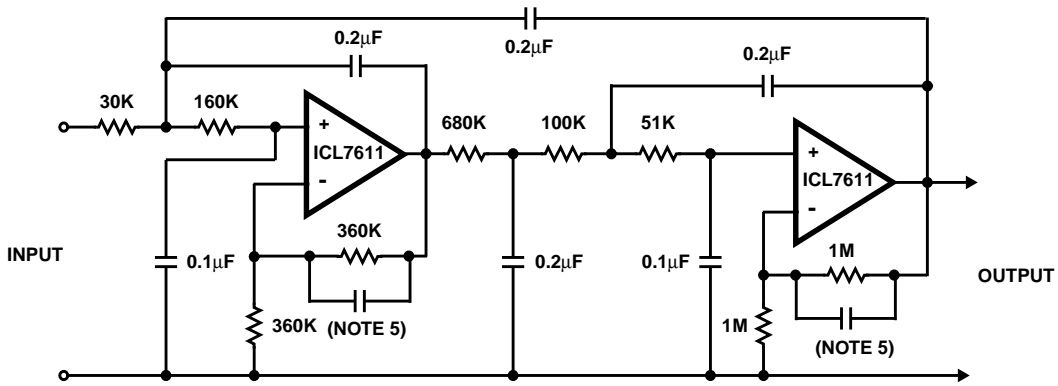 0.2μF
0.2μF
0.2μF
30K
160K
680K
100K
51K
+
ICL7611
-
+
ICL7611
-
INPUT
0.1μF
360K
0.2μF
0.1μF
1M
OUTPUT
360K
(NOTE 5)
1M
(NOTE 5)